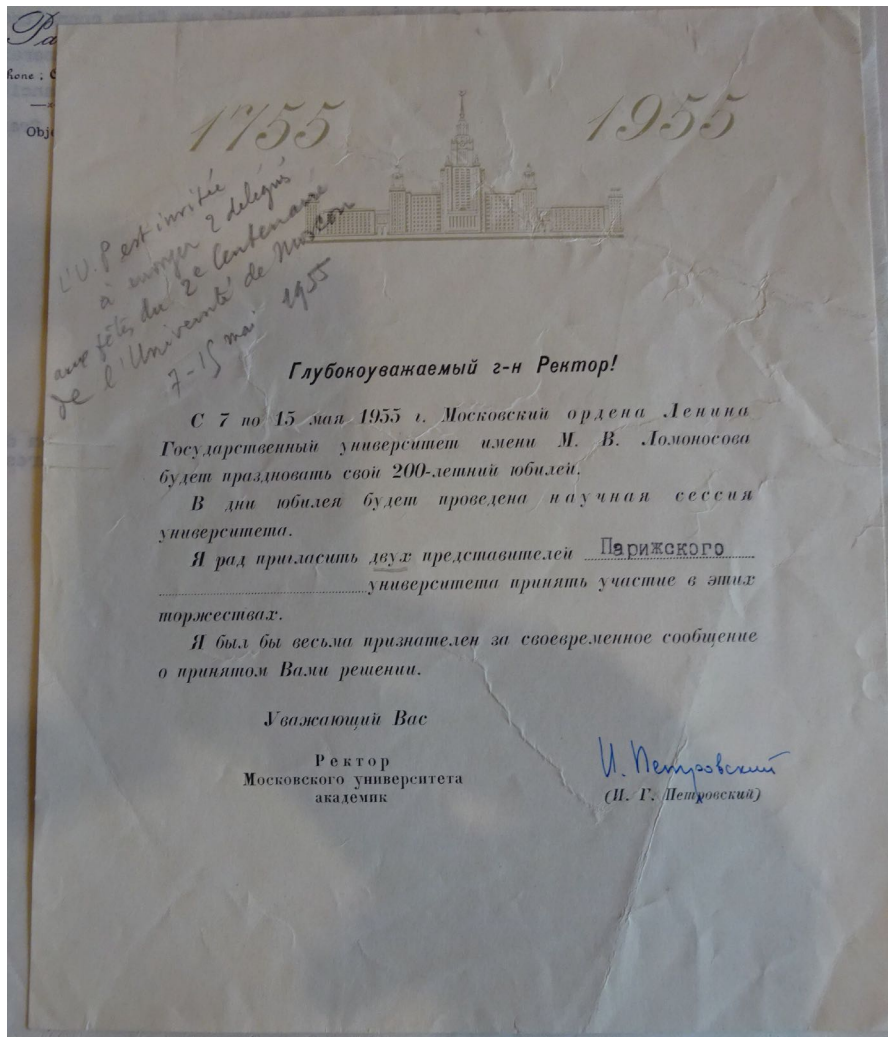 1755 1955
L'U.P est invitée
à envoyer 2 délégués
aux fêtes du 2e Centenaire
de l'Université de Moscou
7-15 mai 1955
Глубокоуважаемый г-н Ректор!
С 7 по 15 мая 1955 г. Московский ордена Ленина
Государственный университет имени М. В. Ломоносова
будет праздновать свой 200-летний юбилей.
В дни юбилея будет проведена научная сессия
университета.
Я рад пригласить двух представителей Парижского
университета принять участие в этих
торжествах.
Я был бы весьма признателен за своевременное сообщение
о принятом Вами решении.
Уважающий Вас
Ректор
Московского университета
академик
И. Петровский
(И. Г. Петровский)